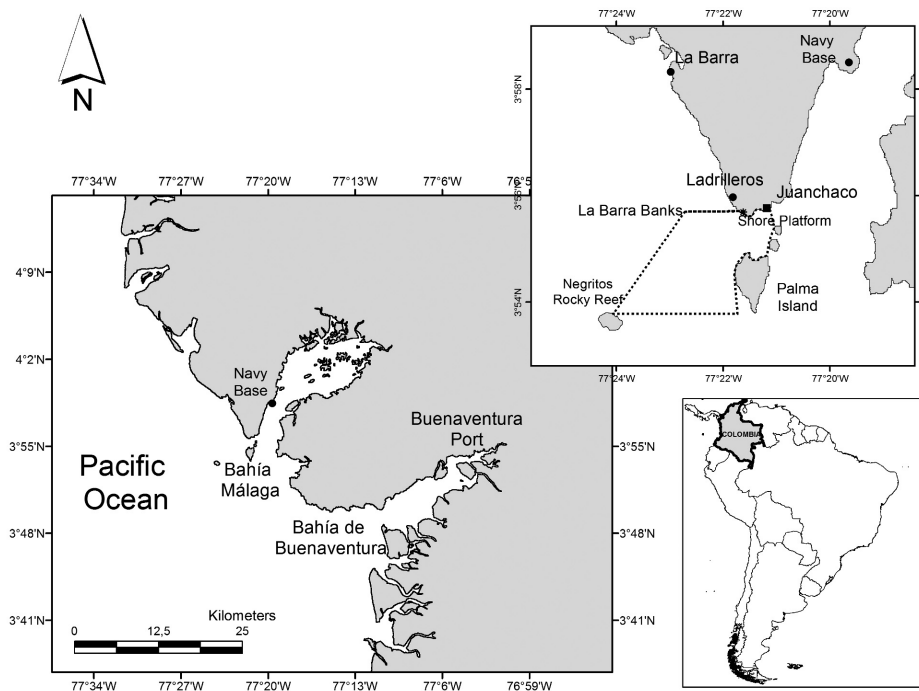 N
77°24'W 77°22'W 77°20'W
La Barra
Navy
Base
3°58'N
Ladrilleros
Juanchaco
3°56'N
La Barra Banks
Shore Platform
Negritos
Rocky Reef
3°54'N
Palma
Island
77°24'W 77°22'W 77°20'W
77°34'W 77°27'W 77°20'W 77°13'W 77°6'W
4°9'N
4°2'N
Navy
Base
3°55'N
Buenaventura
Port
3°55'N
Pacific
Ocean
Bahía
Málaga
3°48'N
Bahía de
Buenaventura
3°48'N
3°41'N
Kilometers
0 12,5 25
3°41'N
77°34'W 77°27'W 77°20'W 77°13'W 77°6'W 76°59'W
COLOMBIA